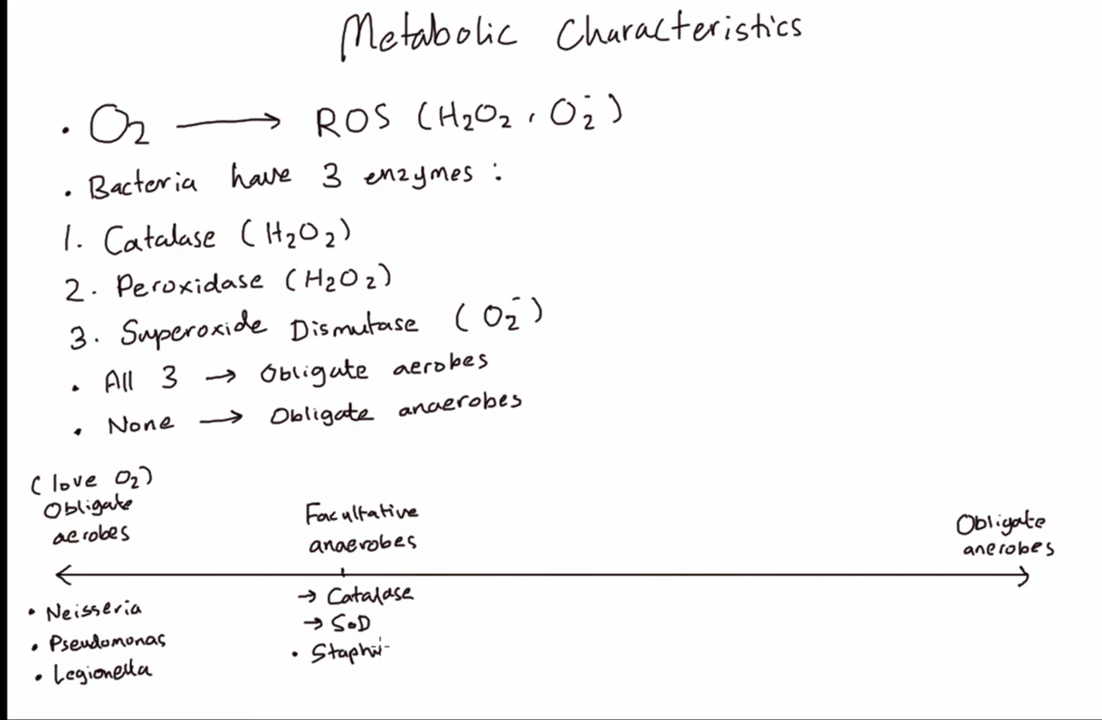 Metabolic Characteristics
• O₂ → ROS (H₂O₂, O₂⁻)
• Bacteria have 3 enzymes:
1. Catalase (H₂O₂)
2. Peroxidase (H₂O₂)
3. Superoxide Dismutase (O₂⁻)
• All 3 → Obligate aerobes
• None → Obligate anaerobes
(love O₂)
Obligate
aerobes
Facultative
anaerobes
Obligate
anerobes
• Neisseria
• Pseudomonas
• Legionella
→ Catalase
→ SOD